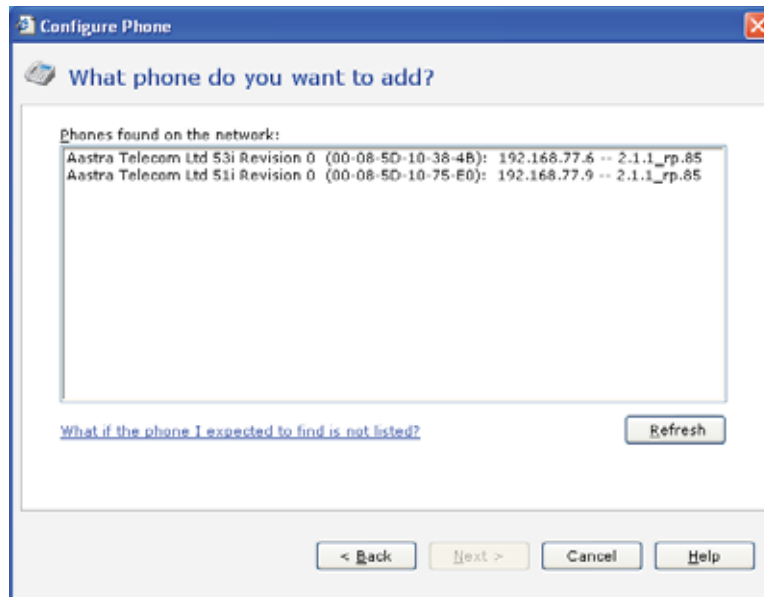 Configure Phone
What phone do you want to add?
Phones found on the network:
Aastra Telecom Ltd 53i Revision 0 (00-08-5D-10-38-4B): 192.168.77.6 -- 2.1.1_rp.85
Aastra Telecom Ltd 51i Revision 0 (00-08-5D-10-75-E0): 192.168.77.9 -- 2.1.1_rp.85
What if the phone I expected to find is not listed?
Refresh
< Back Next > Cancel Help